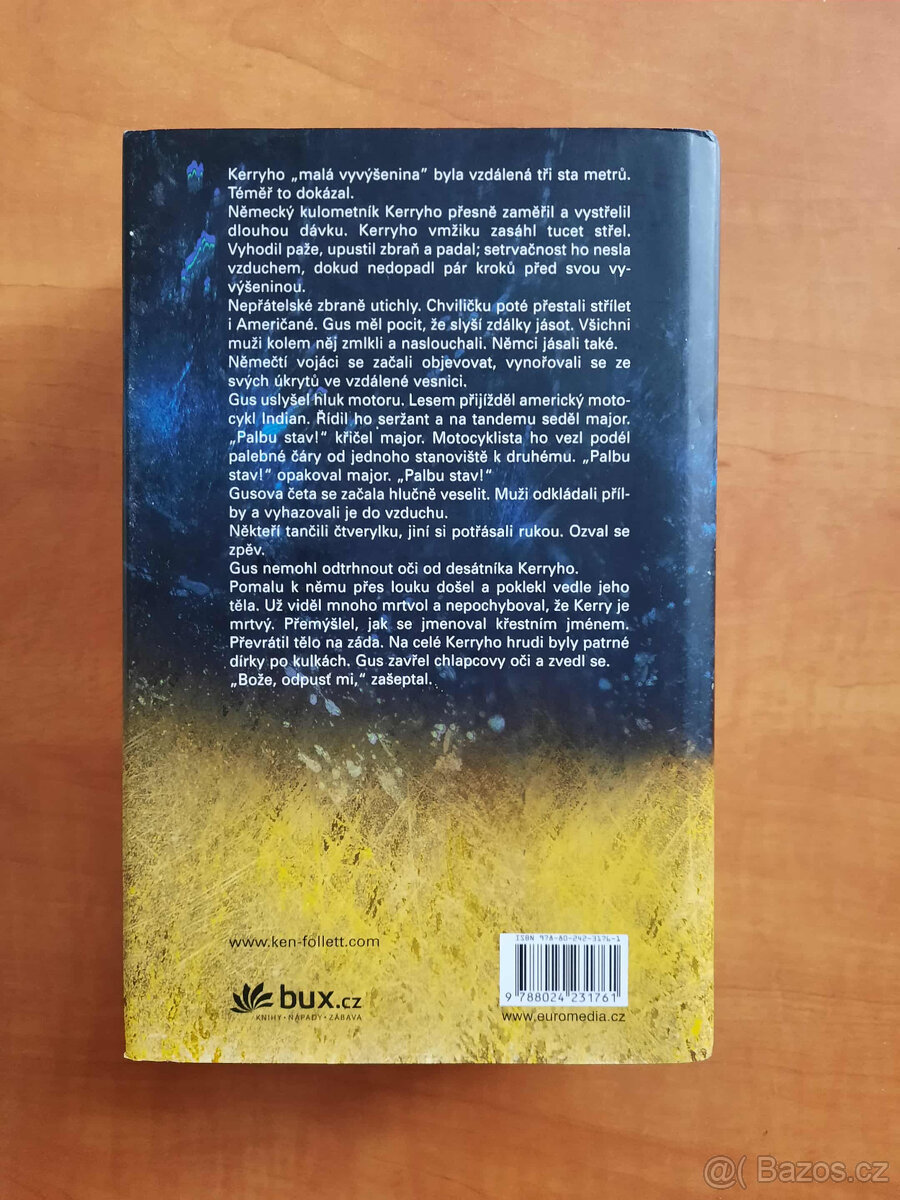 Kerryho „malá vyvýšenina" byla vzdálená tři sta metrů.
Téměř to dokázal.
Německý kulometník Kerryho přesně zaměřil a vystřelil
dlouhou dávku. Kerryho vmžiku zasáhl tucet střel.
Vyhodil paže, upustil zbraň a padal; setrvačnost ho nesla
vzduchem, dokud nedopadl pár kroků před svou vy-
výšeninou.
Nepřátelské zbraně utichly. Chviličku poté přestali střílet
i Američané. Gus měl pocit, že slyší zdálky jásot. Všichni
muži kolem něj zmlkli a naslouchali. Němci jásali také.
Němečtí vojáci se začali objevovat, vynořovali se ze
svých úkrytů ve vzdálené vesnici.
Gus uslyšel hluk motoru. Lesem přijížděl americký moto-
cykl Indian. Řídil ho seržant a na tandemu seděl major.
„Palbu stav!" křičel major. Motocyklista ho vezl podél
palebné čáry od jednoho stanoviště k druhému. „Palbu
stav!" opakoval major. „Palbu stav!"
Gusova četa se začala hlučně veselit. Muži odkládali příl-
by a vyhazovali je do vzduchu.
Někteří tančili čtverylku, jiní si potřásali rukou. Ozval se
zpěv.
Gus nemohl odtrhnout oči od desátníka Kerryho.
Pomalu k němu přes louku došel a poklekl vedle jeho
těla. Už viděl mnoho mrtvol a nepochyboval, že Kerry je
mrtvý. Přemýšlel, jak se jmenoval křestním jménem.
Převrátil tělo na záda. Na celé Kerryho hrudi byly patrné
dírky po kulkách. Gus zavřel chlapcovy oči a zvedl se.
„Bože, odpusť mi," zašeptal.
www.ken-follett.com
bux.cz
KNIHY · NÁPADY · ZÁBAVA
ISBN 978-80-242-3176-1
9 788024 231761
www.euromedia.cz
@( Bazos.cz